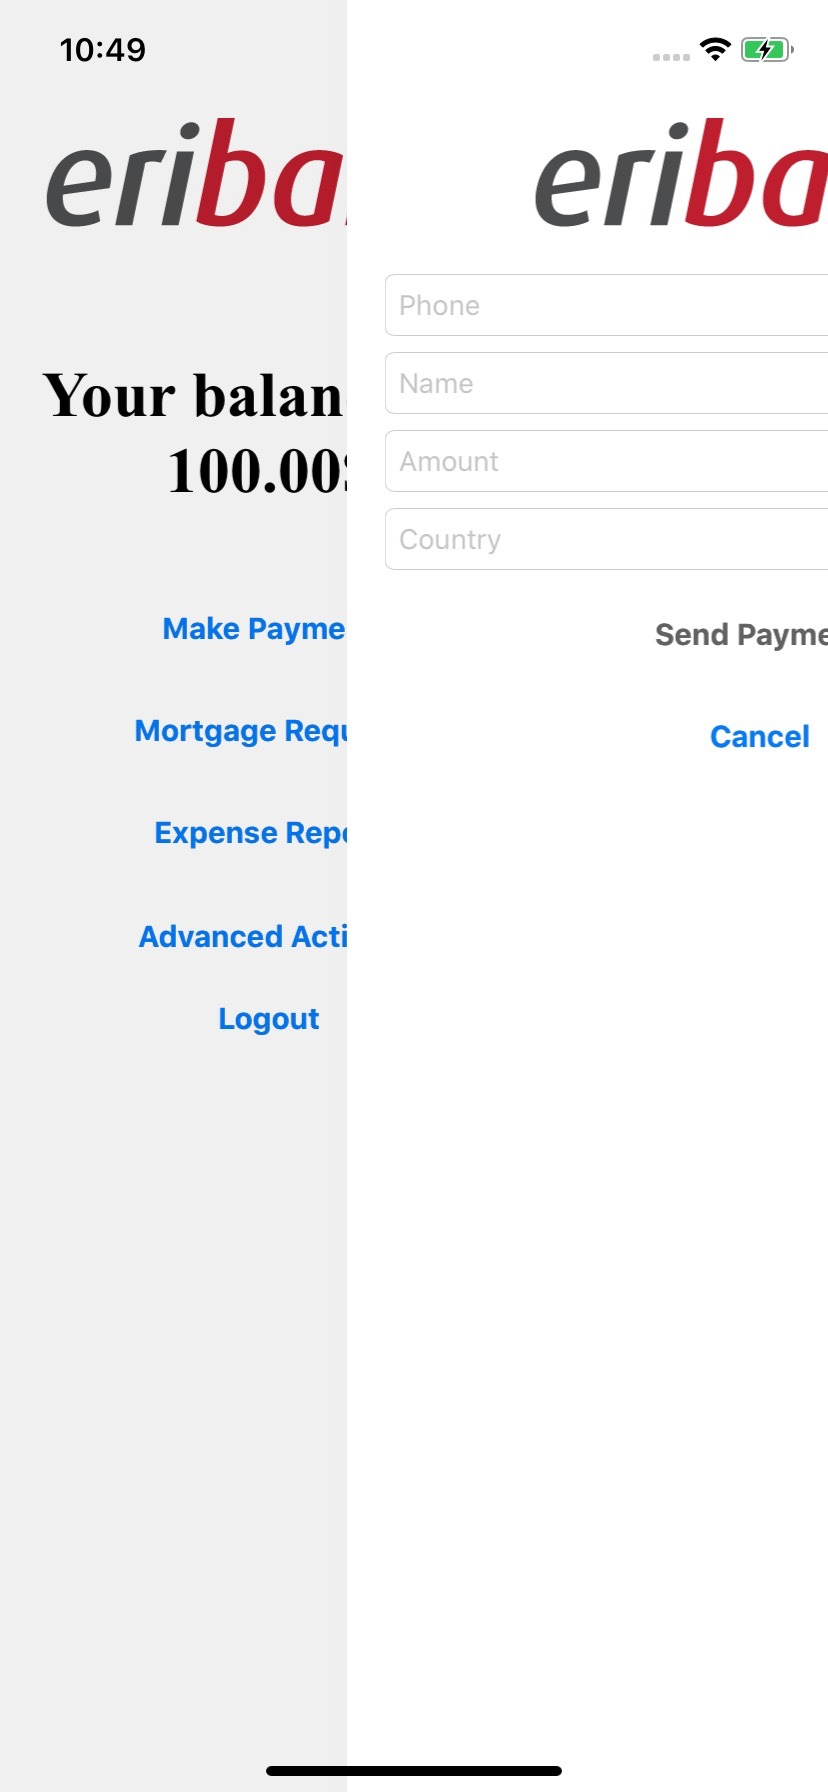 10:49
eriba
Your balan
100.00$
Make Payme
Mortgage Requ
Expense Repo
Advanced Acti
Logout
eriba
Phone
Name
Amount
Country
Send Payme
Cancel